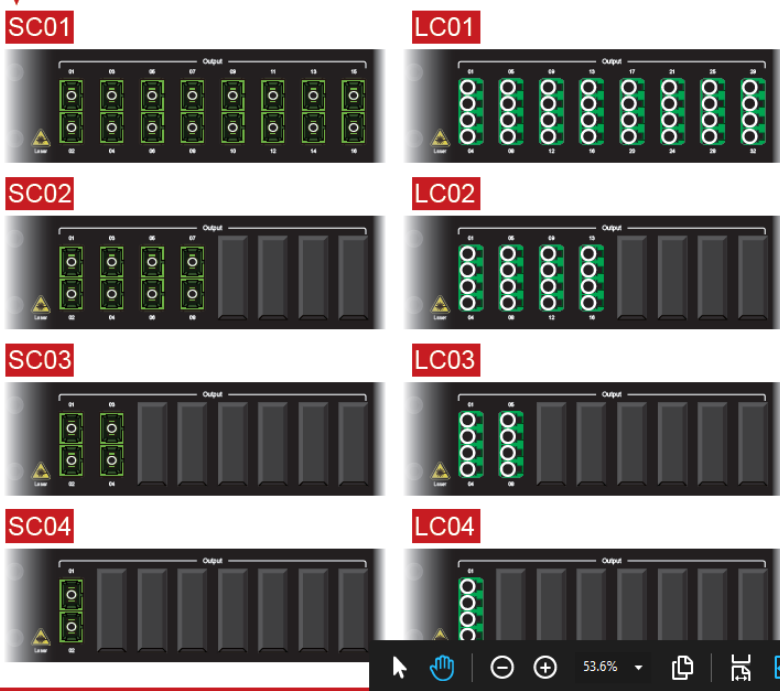 SC01
LC01
Output
Output
01 03 05 07 09 11 13 15
01 05 09 13 17 21 25 29
Laser
02 04 06 08 10 12 14 16
Laser
04 08 12 16 20 24 28 32
SC02
LC02
Output
Output
01 03 05 07
01 05 09 13
Laser
02 04 06 08
Laser
04 08 12 16
SC03
LC03
Output
Output
01 03
01 05
Laser
02 04
Laser
04 08
SC04
LC04
Output
Output
01
01
Laser
02
53.6%